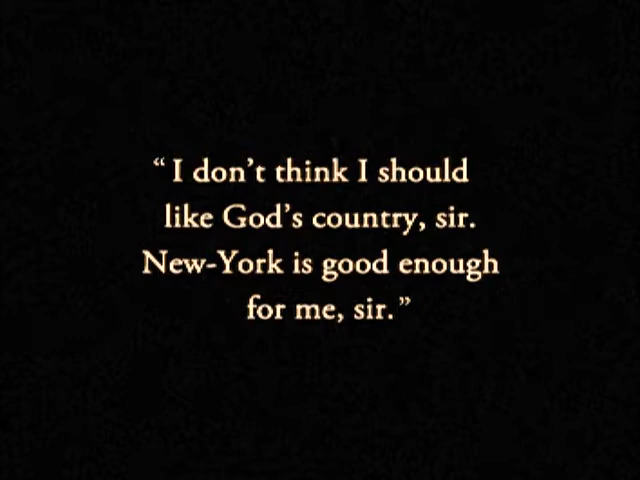 “I don’t think I should
like God’s country, sir.
New-York is good enough
for me, sir.”